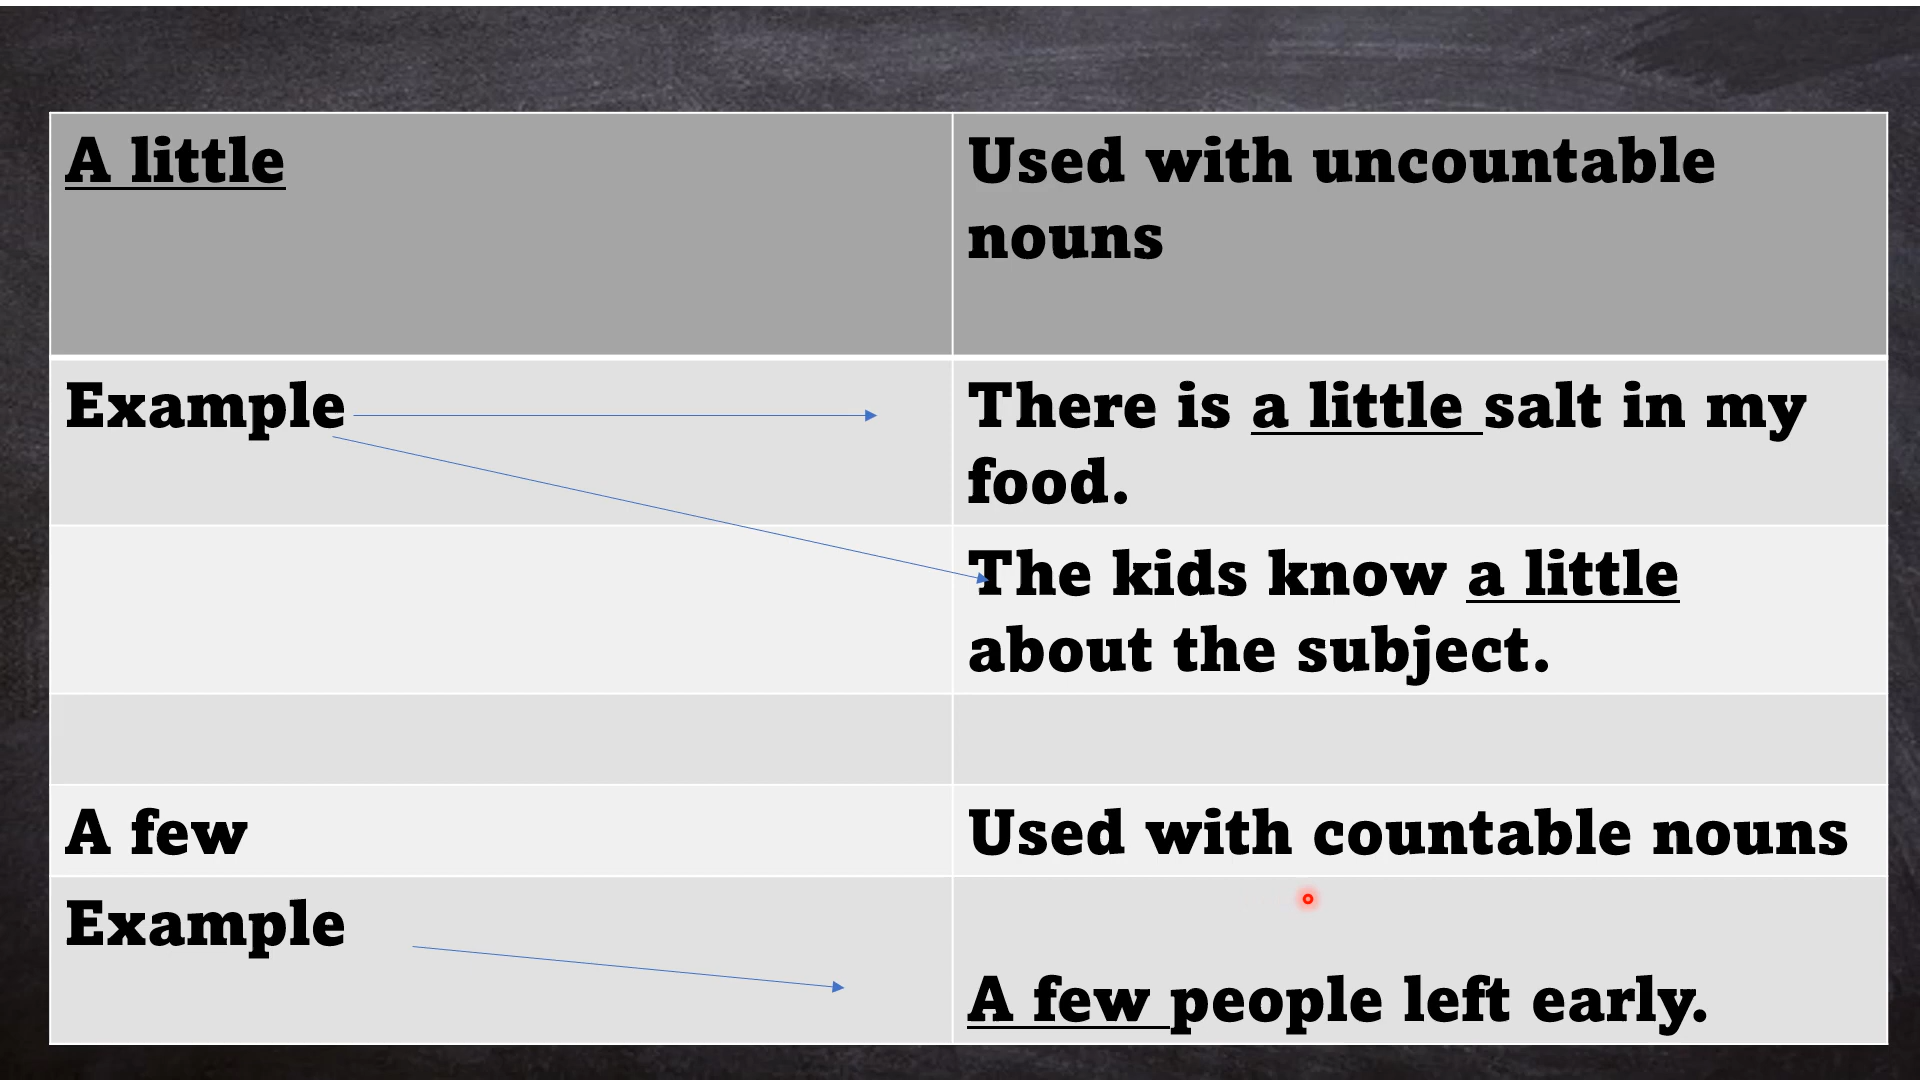 A little
Used with uncountable
nouns
Example
There is a little salt in my
food.
The kids know a little
about the subject.
A few
Used with countable nouns
Example
A few people left early.